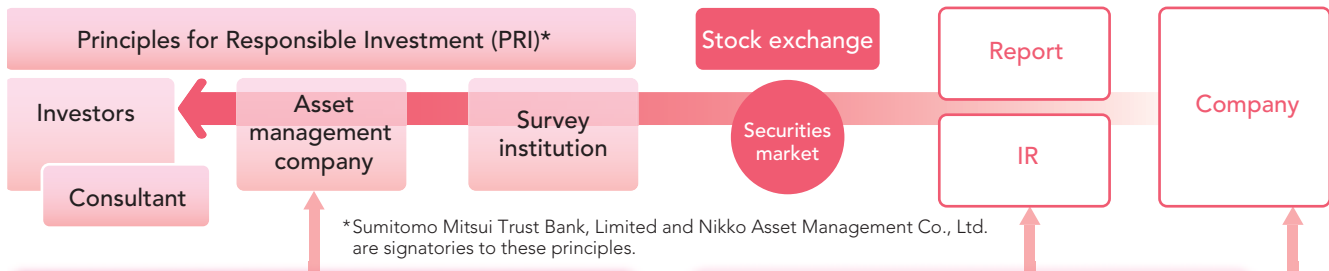 Principles for Responsible Investment (PRI)*
Stock exchange
Report
Investors
Asset
management
company
Survey
institution
Securities
market
IR
Company
Consultant
*Sumitomo Mitsui Trust Bank, Limited and Nikko Asset Management Co., Ltd.
are signatories to these principles.